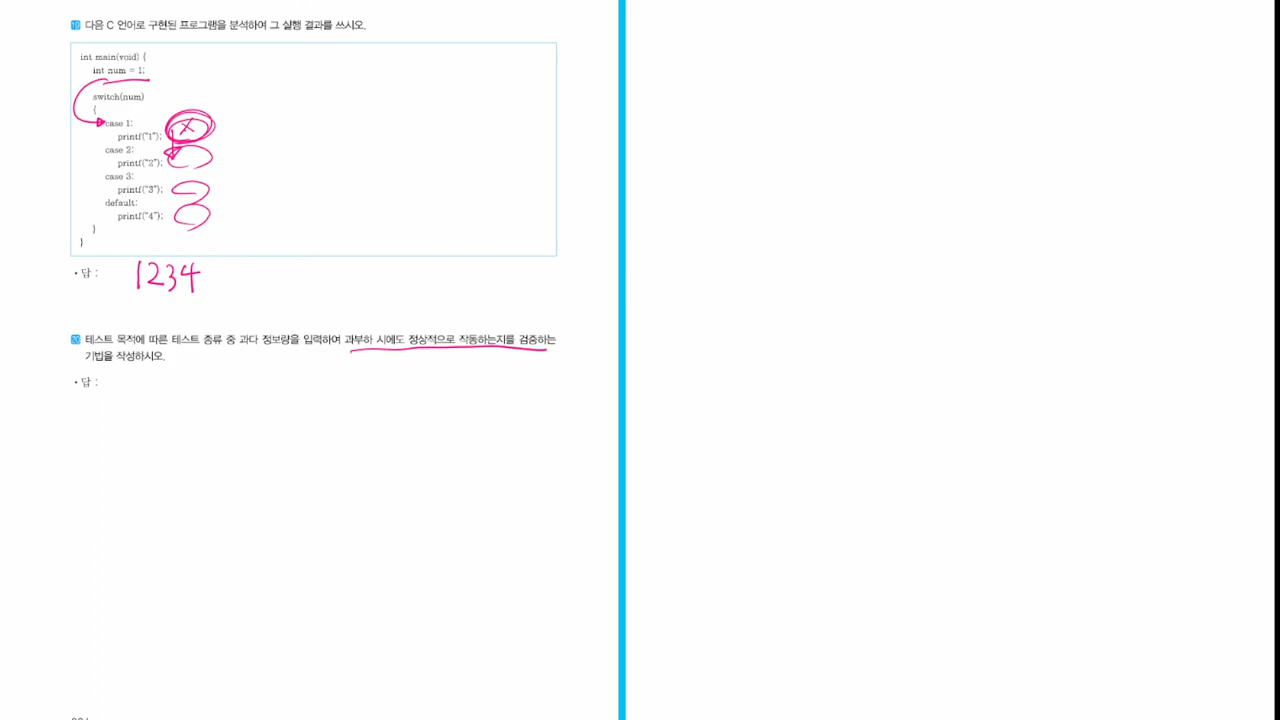 19 다음 C 언어로 구현된 프로그램을 분석하여 그 실행 결과를 쓰시오.
int main(void) {
int num = 1;
switch(num)
{
case 1:
printf("1");
case 2:
printf("2");
case 3:
printf("3");
default:
printf("4");
}
}
• 답 : 1234
20 테스트 목적에 따른 테스트 종류 중 과다 정보량을 입력하여 과부하 시에도 정상적으로 작동하는지를 검증하는
기법을 작성하시오.
• 답 :